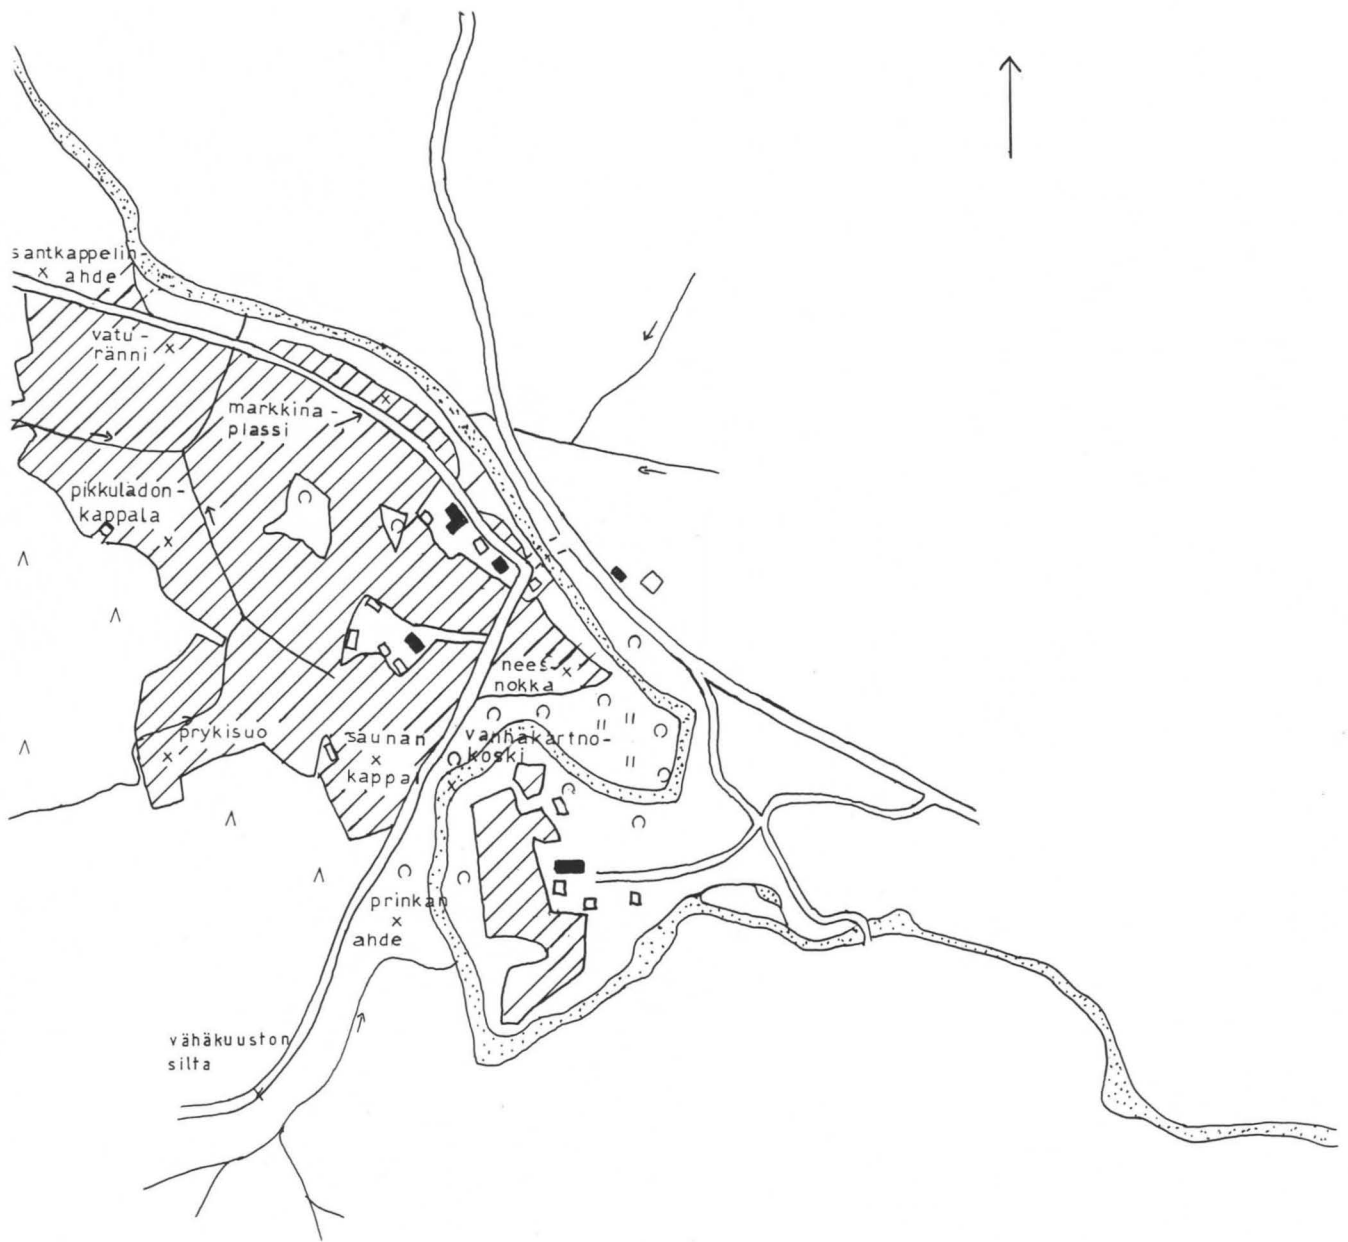 santkappelin-
ahde
vatu-
ränni
markkina-
plassi
pikkuladon-
kappala
nees-
nokka
prykisuo
saunan
kappal
vanhakartno-
koski
prinkan
ahde
vähäkuuston
silta